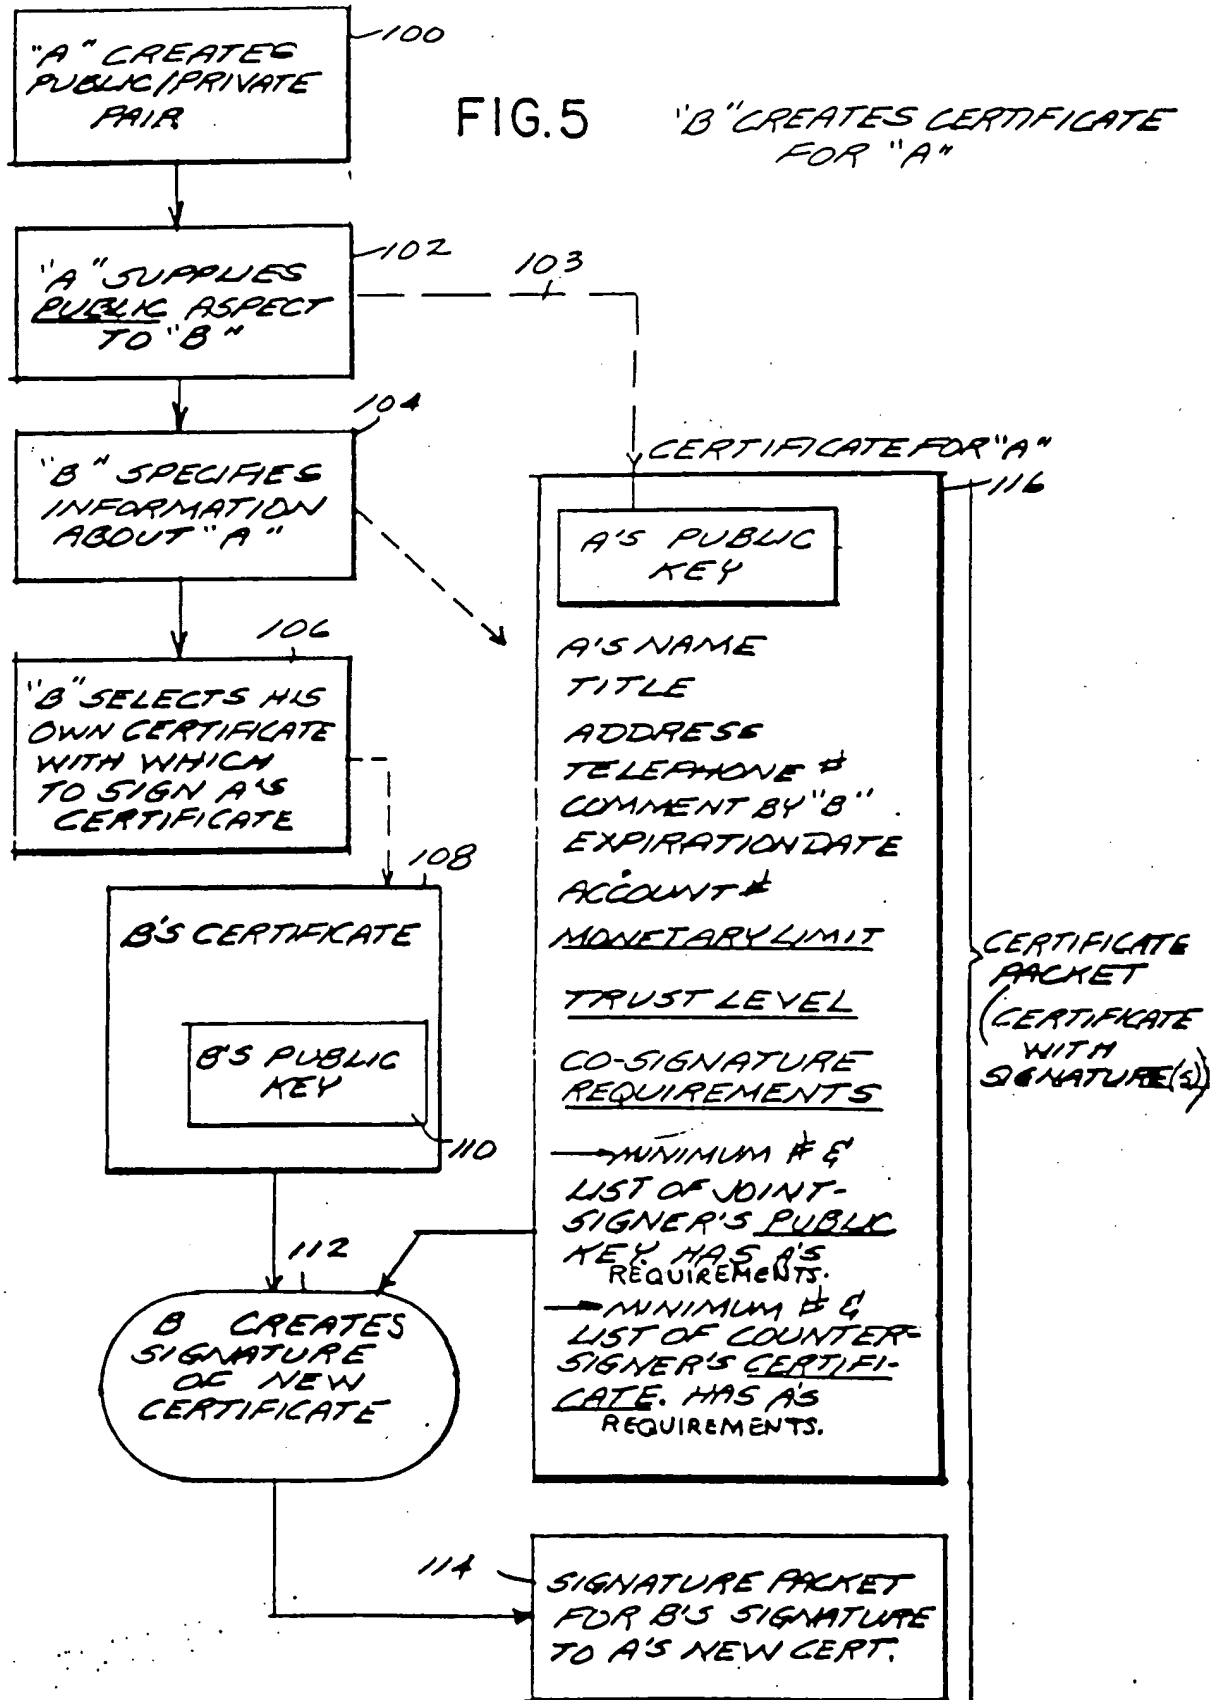 "A" CREATES
PUBLIC/PRIVATE
PAIR
100
FIG.5
"B" CREATES CERTIFICATE
FOR "A"
"A" SUPPLIES
PUBLIC ASPECT
TO "B"
102
103
"B" SPECIFIES
INFORMATION
ABOUT "A"
104
"B" SELECTS HIS
OWN CERTIFICATE
WITH WHICH
TO SIGN A'S
CERTIFICATE
106
108
B'S CERTIFICATE
B'S PUBLIC
KEY
110
112
B CREATES
SIGNATURE
OF NEW
CERTIFICATE
CERTIFICATE FOR "A"
116
A'S PUBLIC
KEY
A'S NAME
TITLE
ADDRESS
TELEPHONE #
COMMENT BY "B"
EXPIRATION DATE
ACCOUNT #
MONETARY LIMIT
TRUST LEVEL
CO-SIGNATURE
REQUIREMENTS
MINIMUM # &
LIST OF JOINT-
SIGNER'S PUBLIC
KEY. HAS A'S
REQUIREMENTS.
MINIMUM # &
LIST OF COUNTER-
SIGNER'S CERTIFI-
CATE. HAS A'S
REQUIREMENTS.
CERTIFICATE
PACKET
(CERTIFICATE
WITH
SIGNATURE(S))
114
SIGNATURE PACKET
FOR B'S SIGNATURE
TO A'S NEW CERT.